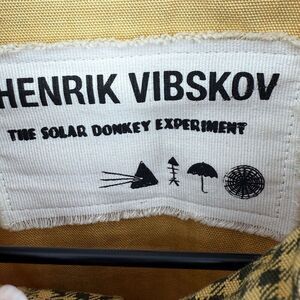 HENRIK VIBSKOV
THE SOLAR DONKEY EXPERIMENT